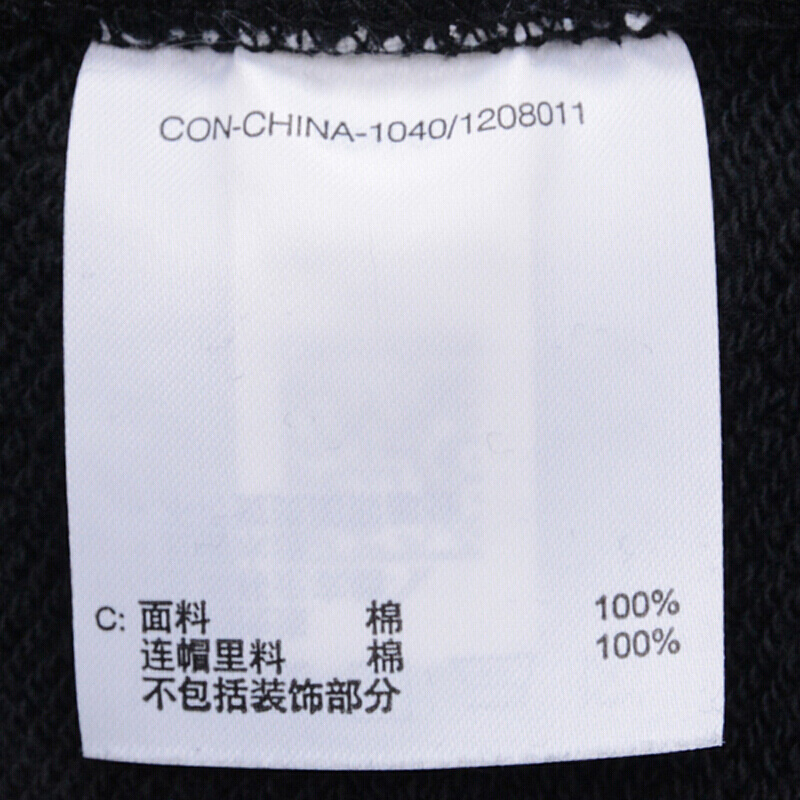 CON-CHINA-1040/1208011
C: 面料 棉 100%
连帽里料 棉 100%
不包括装饰部分